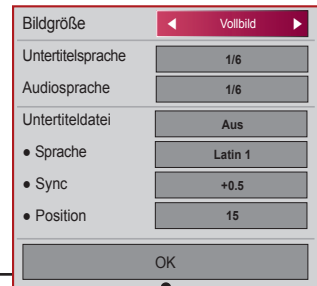 Bildgröße ◀ Vollbild ▶
Untertitelsprache 1/6
Audiosprache 1/6
Untertiteldatei Aus
● Sprache Latin 1
● Sync +0.5
● Position 15
OK